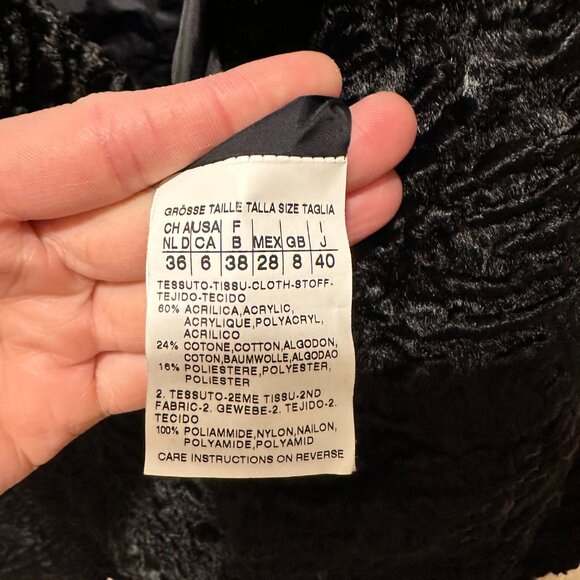 GRÖSSE TAILLE TALLA SIZE TAGLIA
CH A USA F I
NL D CA B MEX GB J
36 6 38 28 8 40
TESSUTO-TISSU-CLOTH-STOFF-
TEJIDO-TECIDO
60% ACRILICA,ACRYLIC,
ACRYLIQUE,POLYACRYL,
ACRILICO
24% COTONE,COTTON,ALGODON,
COTON,BAUMWOLLE,ALGODAO
16% POLIESTERE,POLYESTER,
POLIESTER
2. TESSUTO-2EME TISSU-2ND
FABRIC-2. GEWEBE-2. TEJIDO-2.
TECIDO
100% POLIAMMIDE,NYLON,NAILON,
POLYAMIDE,POLYAMID
CARE INSTRUCTIONS ON REVERSE